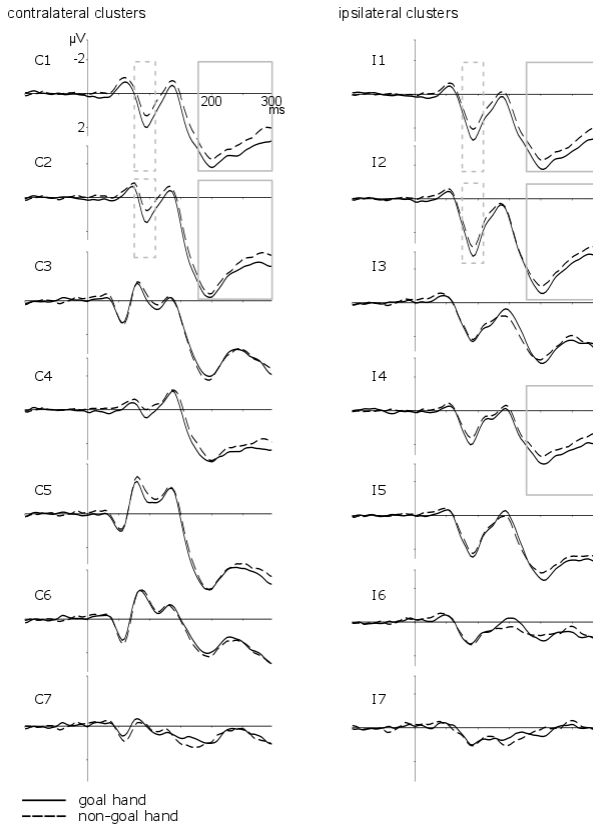 contralateral clusters
ipsilateral clusters
µV
-2
C1
I1
200
300
ms
2
C2
I2
C3
I3
C4
I4
C5
I5
C6
I6
C7
I7
goal hand
non-goal hand